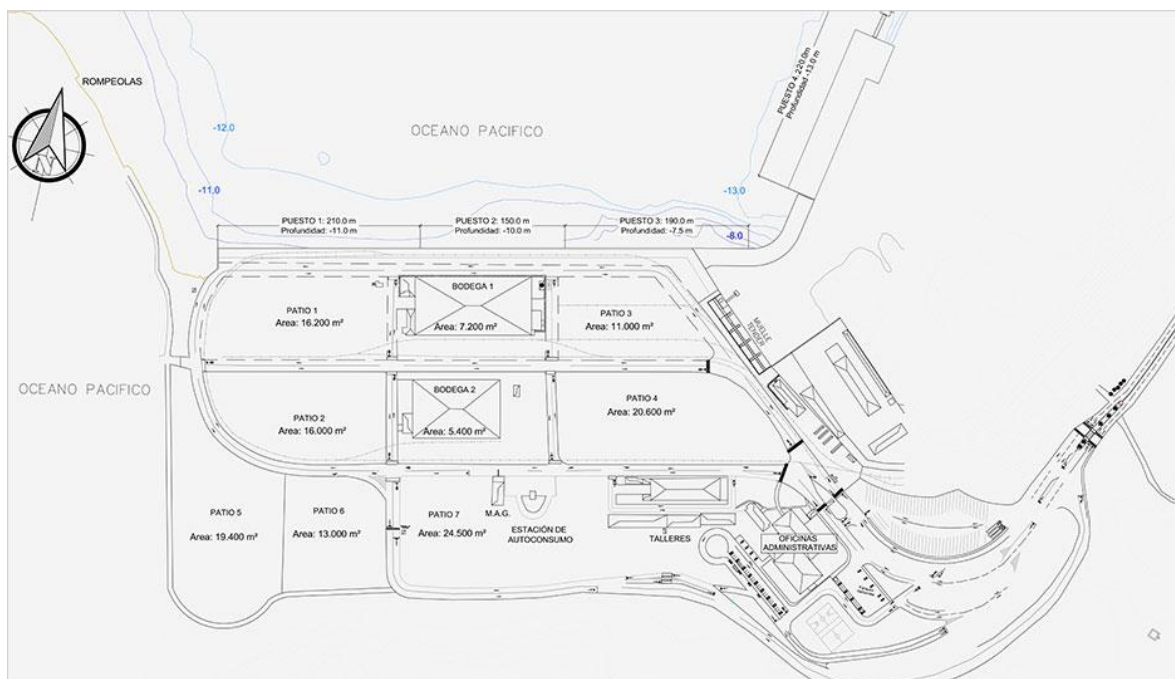 ROMPEOLAS
N
OCEANO PACIFICO
PUESTO 4.220.0m
Profundidad -13.0 m
-12.0
-11.0
-13.0
-8.0
PUESTO 1: 210.0 m
Profundidad: -11.0 m
PUESTO 2: 150.0 m
Profundidad: -10.0 m
PUESTO 3: 190.0 m
Profundidad: -7.5 m
PATIO 1
Area: 16.200 m²
BODEGA 1
Area: 7.200 m²
PATIO 3
Area: 11.000 m²
MUELLE
TENDER
OCEANO PACIFICO
PATIO 2
Area: 16.000 m²
BODEGA 2
Area: 5.400 m²
PATIO 4
Area: 20.600 m²
PATIO 5
Area: 19.400 m²
PATIO 6
Area: 13.000 m²
PATIO 7
Area: 24.500 m²
M.A.G.
ESTACIÓN DE
AUTOCONSUMO
TALLERES
OFICINAS
ADMINISTRATIVAS